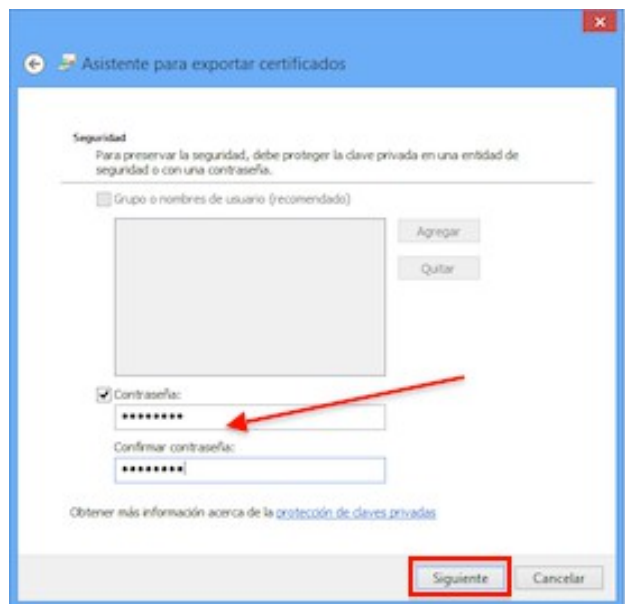 Asistente para exportar certificados
Seguridad
Para preservar la seguridad, debe proteger la clave privada en una entidad de
seguridad o con una contraseña.
Grupo o nombres de usuario (recomendado)
Agregar
Quitar
Contraseña:
••••••••
Confirmar contraseña:
••••••••
Obtener más información acerca de la protección de claves privadas
Siguiente
Cancelar